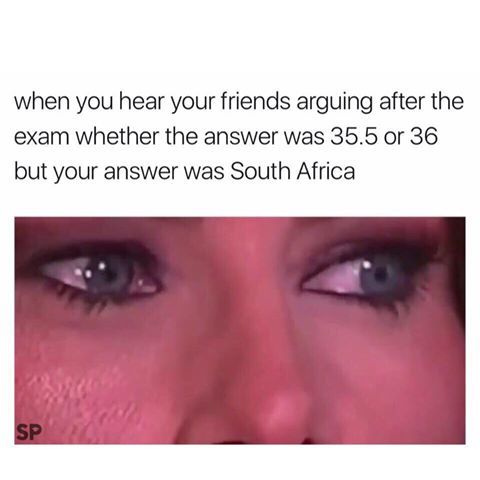 when you hear your friends arguing after the
exam whether the answer was 35.5 or 36
but your answer was South Africa
SP